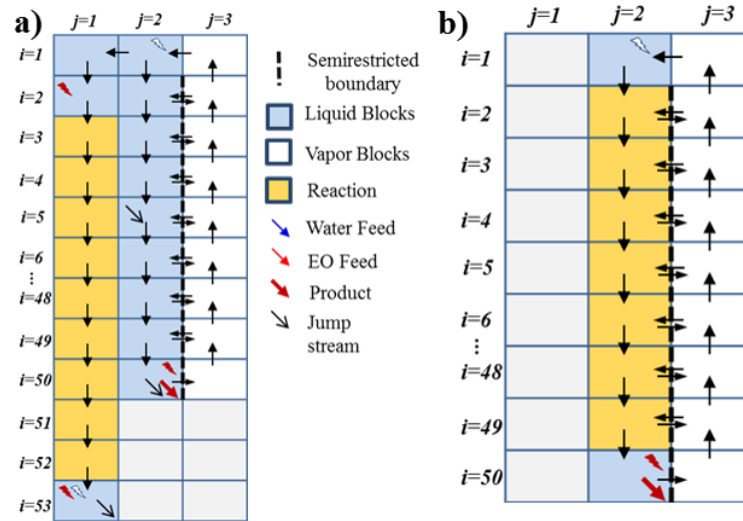 a)
j=1 j=2 j=3
i=1
i=2
i=3
i=4
i=5
i=6
⋮
i=48
i=49
i=50
i=51
i=52
i=53
Semirestricted
boundary
Liquid Blocks
Vapor Blocks
Reaction
Water Feed
EO Feed
Product
Jump
stream
b)
j=1 j=2 j=3
i=1
i=2
i=3
i=4
i=5
i=6
⋮
i=48
i=49
i=50